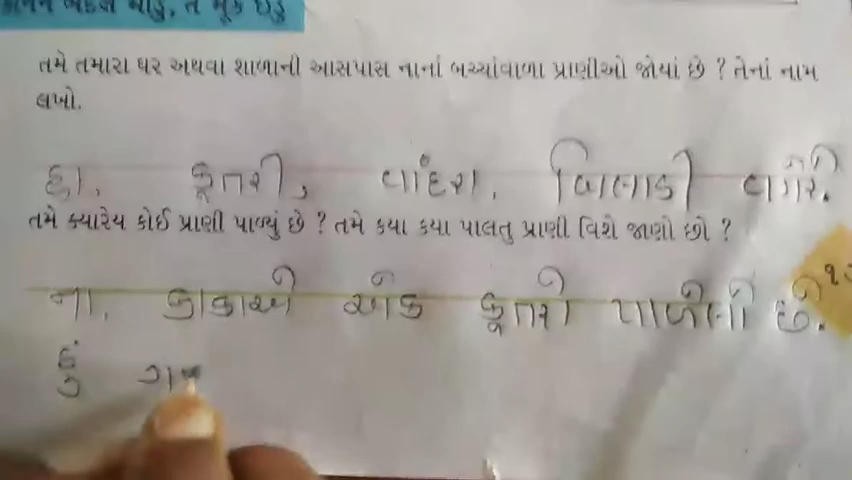 તમે તમારા ઘર અથવા શાળાની આસપાસ નાનાં બચ્ચાંવાળા પ્રાણીઓ જોયાં છે ? તેનાં નામ
લખો.
હા. કૂતરી, વાંદરા, બિલાડી વગેરે.
તમે ક્યારેય કોઈ પ્રાણી પાળ્યું છે ? તમે કયા કયા પાલતુ પ્રાણી વિશે જાણો છો ?
ના. કાકાએ એક કૂતરો પાળેલો છે.
હું